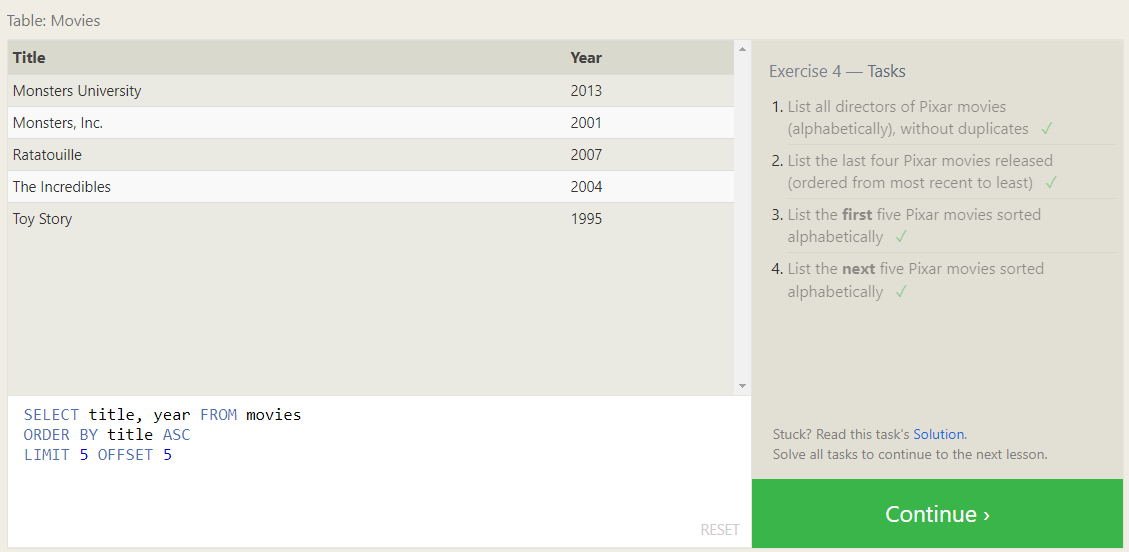 Table: Movies
Title Year
Monsters University 2013
Monsters, Inc. 2001
Ratatouille 2007
The Incredibles 2004
Toy Story 1995
SELECT title, year FROM movies
ORDER BY title ASC
LIMIT 5 OFFSET 5
RESET
Exercise 4 — Tasks
1. List all directors of Pixar movies
(alphabetically), without duplicates ✓
2. List the last four Pixar movies released
(ordered from most recent to least) ✓
3. List the first five Pixar movies sorted
alphabetically ✓
4. List the next five Pixar movies sorted
alphabetically ✓
Stuck? Read this task's Solution.
Solve all tasks to continue to the next lesson.
Continue ›